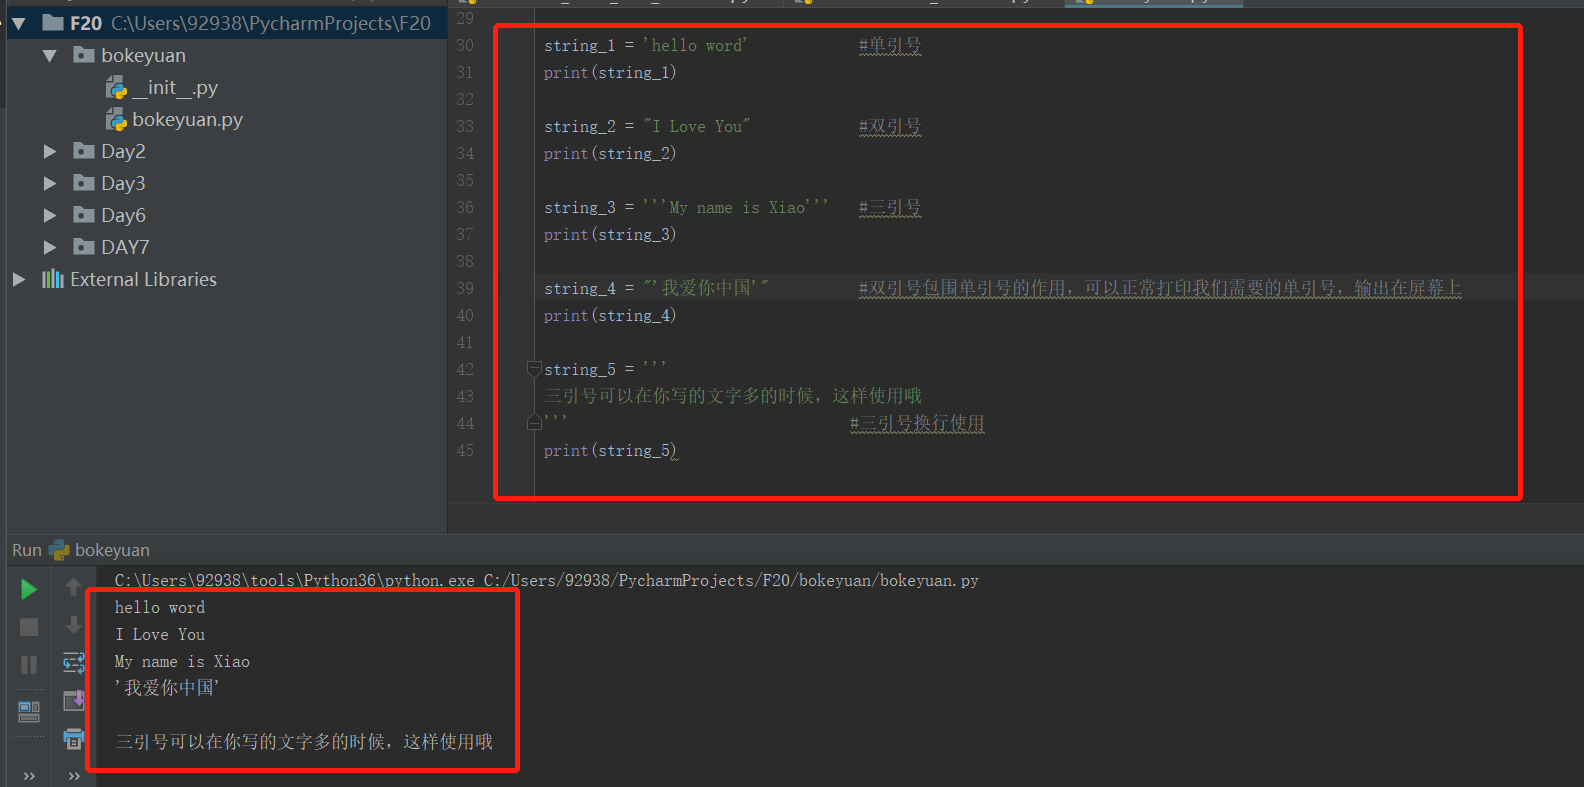 F20 C:\Users\92938\PycharmProjects\F20
bokeyuan
__init__.py
bokeyuan.py
Day2
Day3
Day6
DAY7
External Libraries
29
30 string_1 = 'hello word' #单引号
31 print(string_1)
32
33 string_2 = "I Love You" #双引号
34 print(string_2)
35
36 string_3 = '''My name is Xiao''' #三引号
37 print(string_3)
38
39 string_4 = "'我爱你中国'" #双引号包围单引号的作用，可以正常打印我们需要的单引号，输出在屏幕上
40 print(string_4)
41
42 string_5 = '''
43 三引号可以在你写的文字多的时候，这样使用哦
44 ''' #三引号换行使用
45 print(string_5)
Run bokeyuan
C:\Users\92938\tools\Python36\python.exe C:/Users/92938/PycharmProjects/F20/bokeyuan/bokeyuan.py
hello word
I Love You
My name is Xiao
'我爱你中国'
三引号可以在你写的文字多的时候，这样使用哦